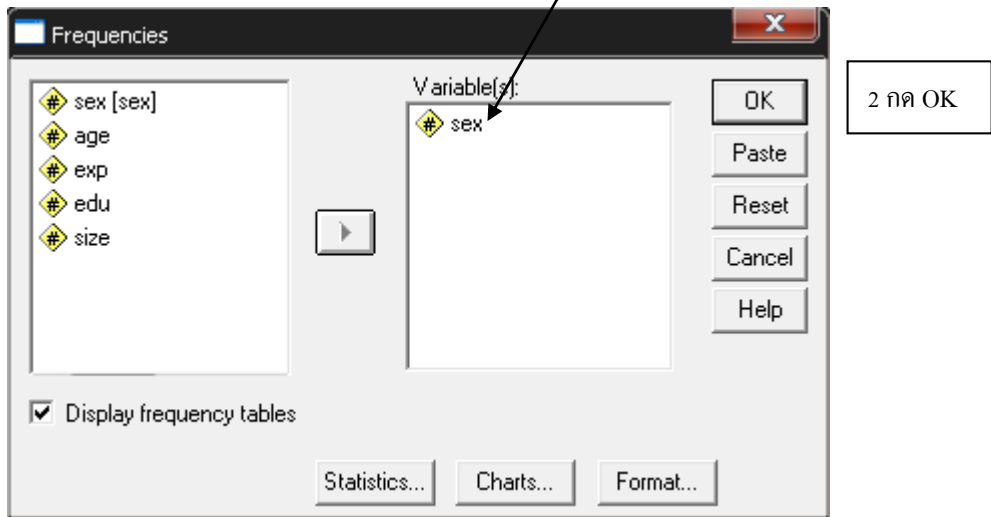 Frequencies
sex [sex]
age
exp
edu
size
Variable(s):
sex
OK
Paste
Reset
Cancel
Help
Display frequency tables
Statistics...
Charts...
Format...
2 กด OK